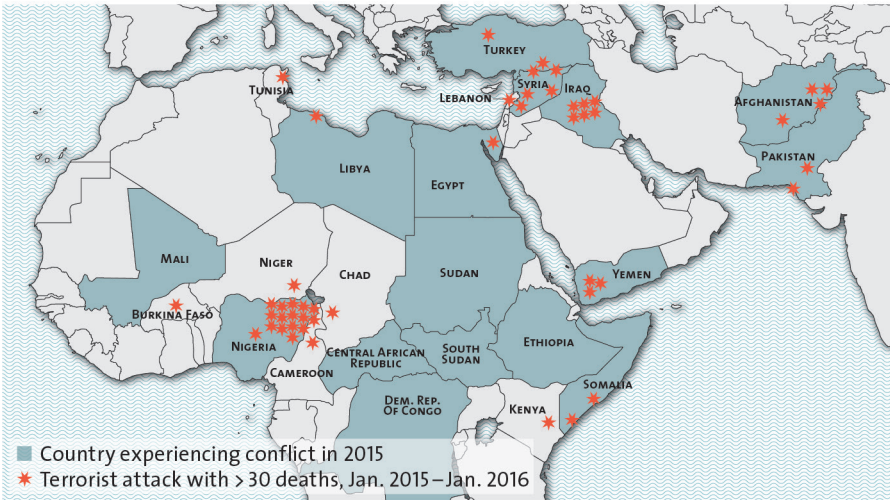 TURKEY
TUNISIA
SYRIA
IRAQ
LEBANON
AFGHANISTAN
PAKISTAN
LIBYA
EGYPT
MALI
NIGER
CHAD
SUDAN
YEMEN
BURKINA FASO
NIGERIA
CAMEROON
CENTRAL AFRICAN
REPUBLIC
SOUTH
SUDAN
ETHIOPIA
SOMALIA
DEM. REP.
OF CONGO
KENYA
Country experiencing conflict in 2015
Terrorist attack with > 30 deaths, Jan. 2015–Jan. 2016